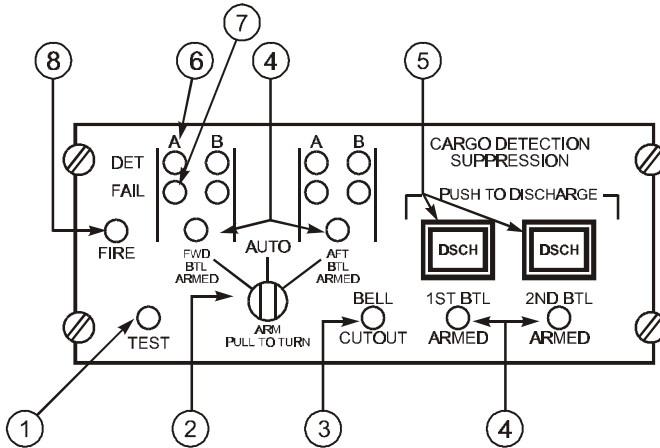 7
8 6 4 5
A B A B CARGO DETECTION
DET SUPPRESSION
FAIL PUSH TO DISCHARGE
DSCH DSCH
FIRE AUTO
FWD BTL ARMED
AFT BTL ARMED
BELL 1ST BTL 2ND BTL
TEST ARM CUTOUT ARMED ARMED
PULL TO TURN
1 2 3 4